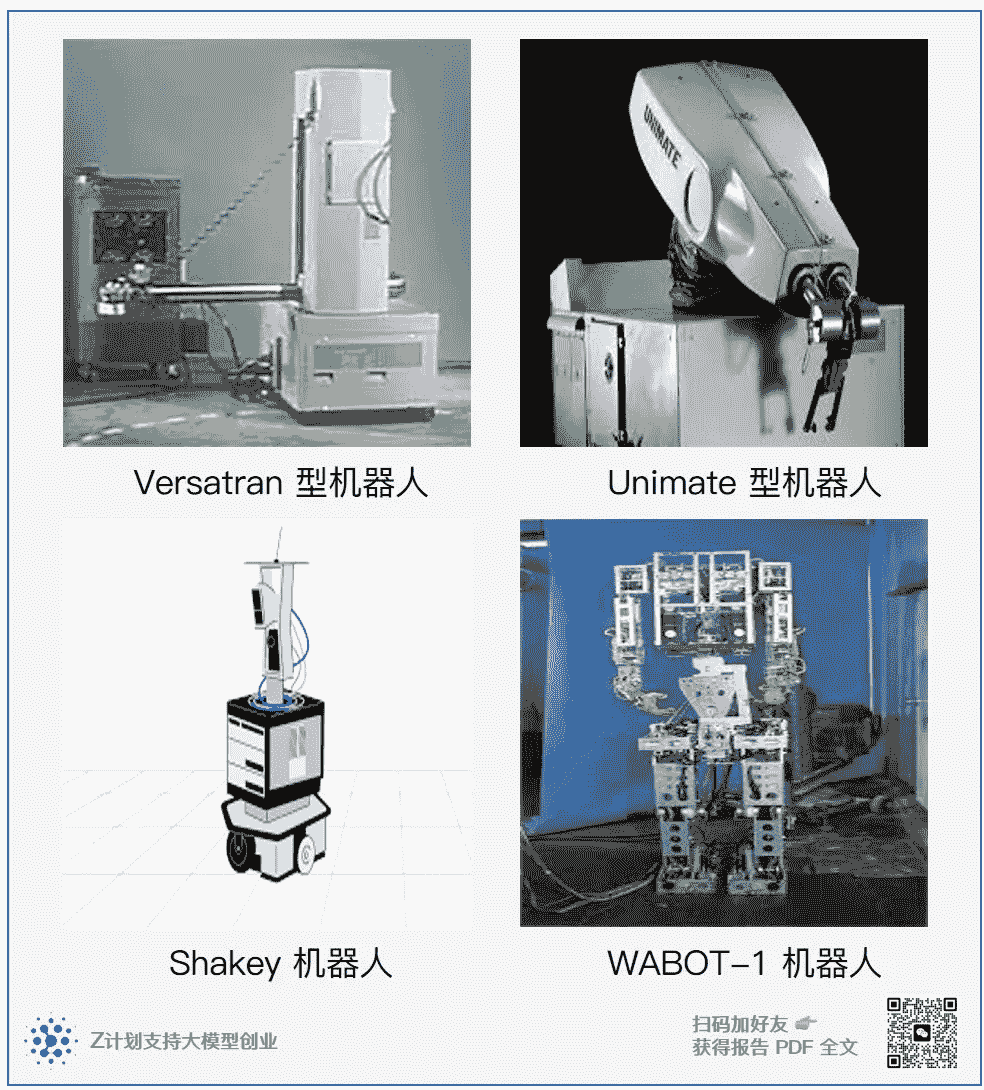 UNIMATE
Versatran 型机器人
Unimate 型机器人
Shakey 机器人
WABOT-1 机器人
Z计划支持大模型创业
扫码加好友 👉
获得报告 PDF 全文